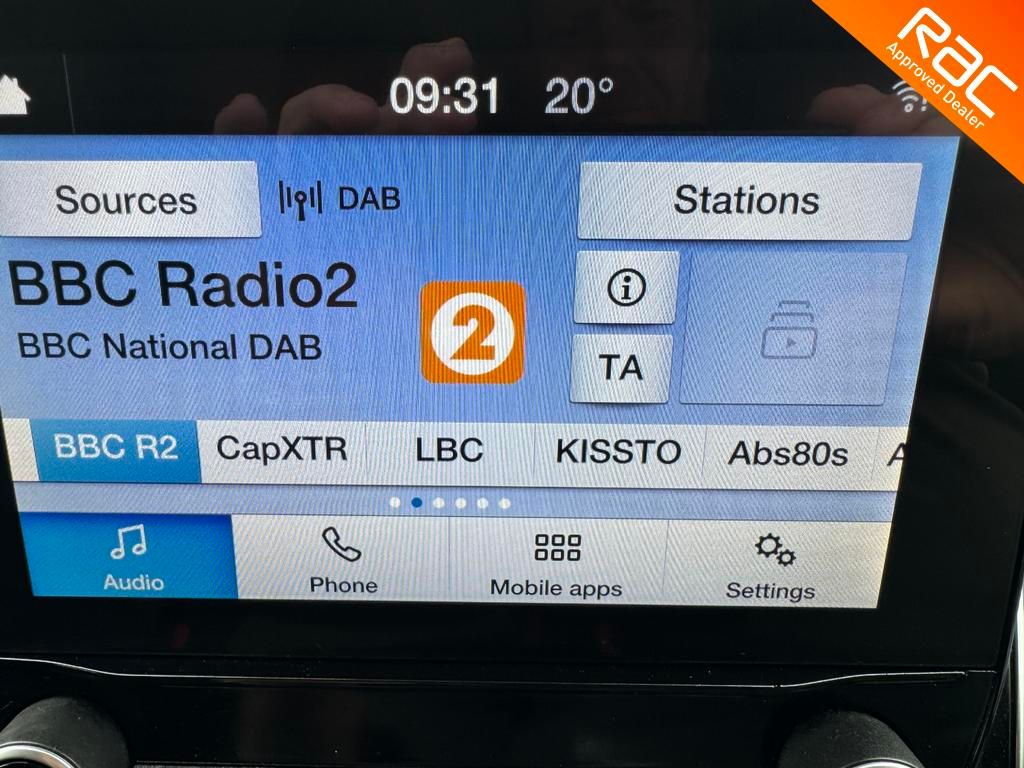 09:31 20°
Rac
Approved Dealer
Sources DAB Stations
BBC Radio2
2
BBC National DAB
i
TA
BBC R2 CapXTR LBC KISSTO Abs80s A
Audio Phone Mobile apps Settings